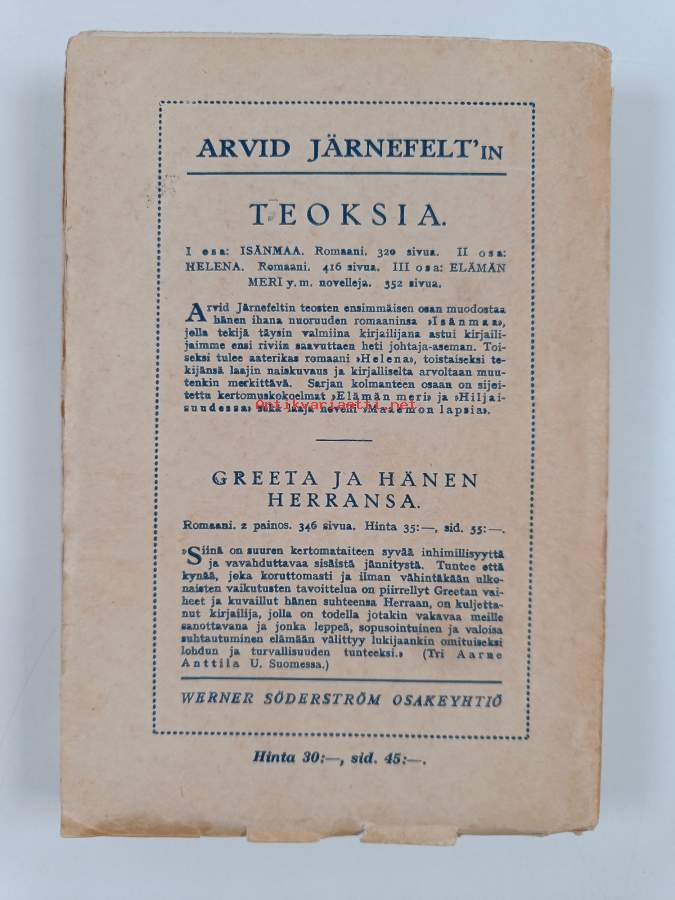 ARVID JÄRNEFELT'IN
TEOKSIA.
I osa: ISÄNMAA. Romaani. 320 sivua. II osa:
HELENA. Romaani. 416 sivua. III osa: ELÄMÄN
MERI y. m. novelleja. 352 sivua.
Arvid Järnefeltin teosten ensimmäisen osan muodostaa
hänen ihana nuoruuden romaaninsa »Isänmaa»,
jolla tekijä täysin valmiina kirjailijana astui kirjaili-
jaimme ensi riviin saavuttaen heti johtaja-aseman. Toi-
seksi tulee aaterikas romaani »Helena», toistaiseksi te-
kijänsä laajin naiskuvaus ja kirjalliselta arvoltaan muu-
tenkin merkittävä. Sarjan kolmanteen osaan on sijoi-
tettu kertomuskokoelmat »Elämän meri» ja »Hiljai-
suudessa» sekä laaja novelli »Maaemon lapsia».
Antikvariaatti.net
GREETA JA HÄNEN
HERRANSA.
Romaani. 2 painos. 346 sivua. Hinta 35:—, sid. 55:—.
»Siinä on suuren kertomataiteen syvää inhimillisyyttä
ja vavahduttavaa sisäistä jännitystä. Tuntee että
kynää, joka koruttomasti ja ilman vähintäkään ulko-
naisten vaikutusten tavoittelua on piirrellyt Greetan vai-
heet ja kuvaillut hänen suhteensa Herraan, on kuljetta-
nut kirjailija, jolla on todella jotakin vakavaa meille
sanottavana ja jonka leppeä, sopusointuinen ja valoisa
suhtautuminen elämään välittyy lukijaankin omituiseksi
lohdun ja turvallisuuden tunteeksi.» (Tri Aarne
Anttila U. Suomessa.)
WERNER SÖDERSTRÖM OSAKEYHTIÖ
Hinta 30:—, sid. 45:—.